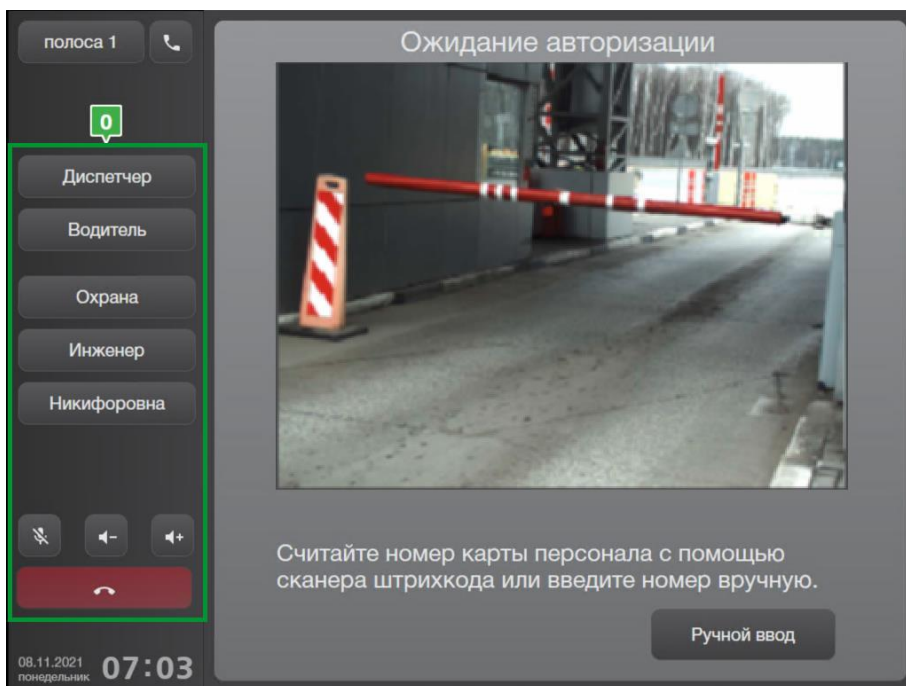 полоса 1
0
Диспетчер
Водитель
Охрана
Инженер
Никифоровна
08.11.2021
понедельник
07:03
Ожидание авторизации
Считайте номер карты персонала с помощью
сканера штрихкода или введите номер вручную.
Ручной ввод